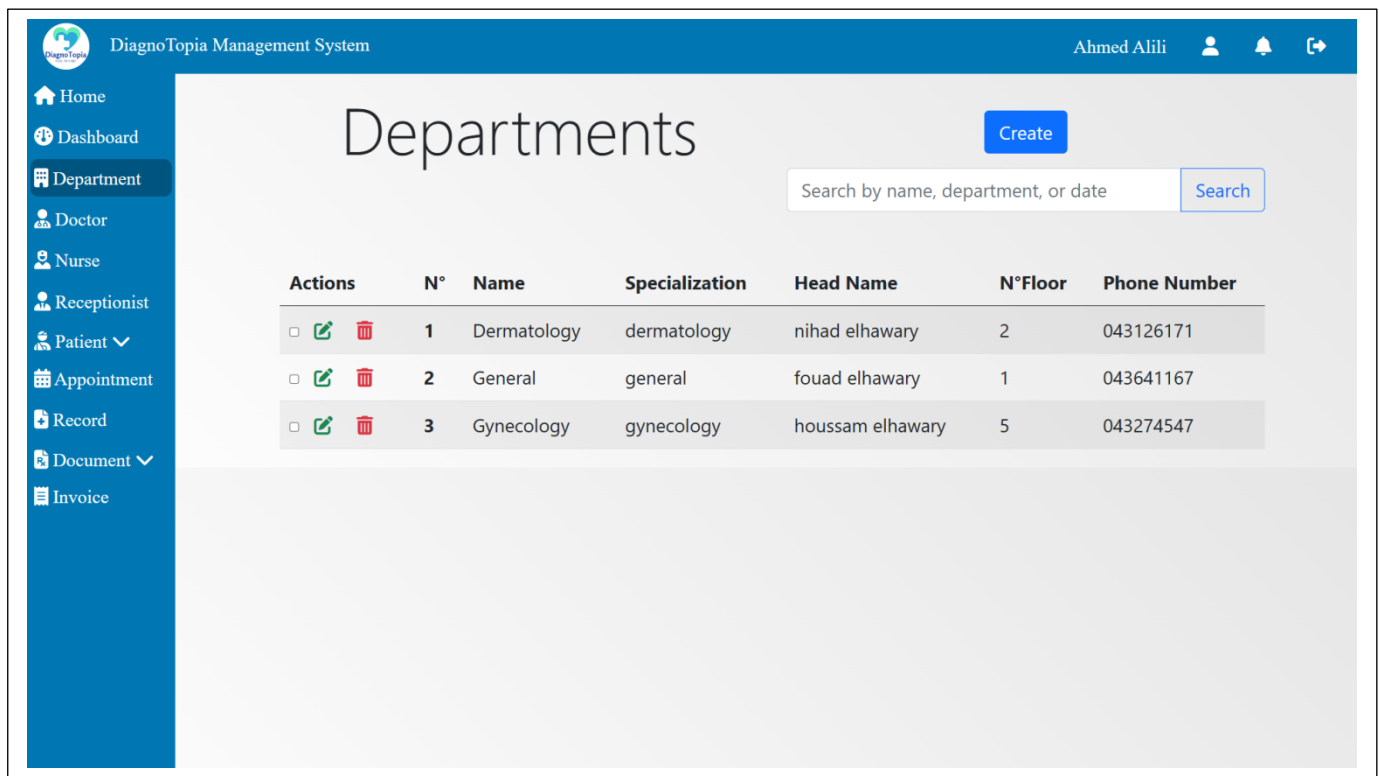 DiagnoTopia
DiagnoTopia Management System
Ahmed Alili
Home
Dashboard
Department
Doctor
Nurse
Receptionist
Patient
Appointment
Record
Document
Invoice
Departments
Create
Search by name, department, or date
Search
Actions N° Name Specialization Head Name N°Floor Phone Number
1 Dermatology dermatology nihad elhawary 2 043126171
2 General general fouad elhawary 1 043641167
3 Gynecology gynecology houssam elhawary 5 043274547